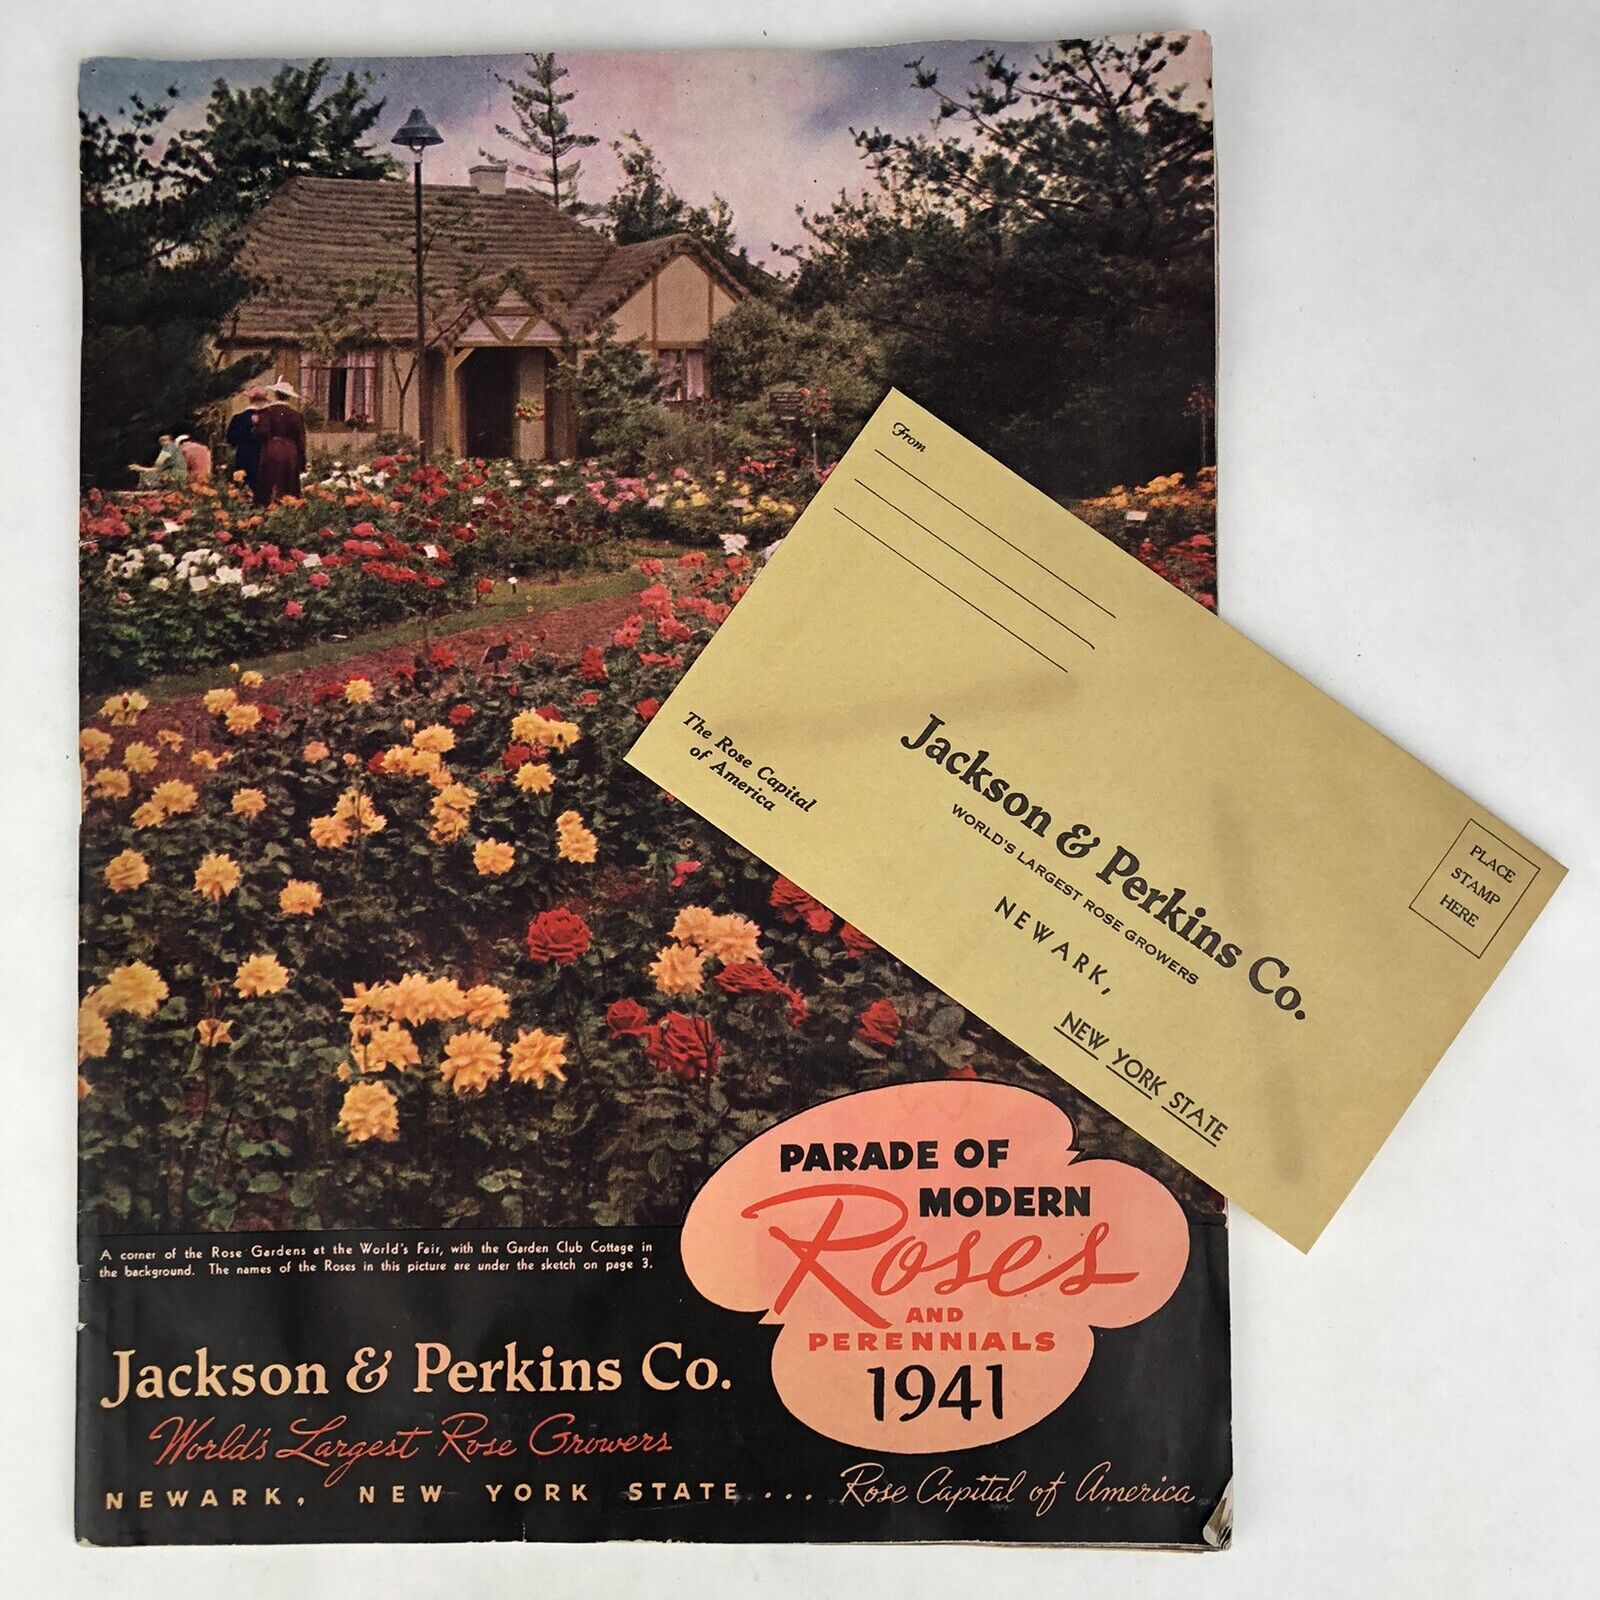 From
The Rose Capital
of America
Jackson & Perkins Co.
WORLD'S LARGEST ROSE GROWERS
NEWARK,
NEW YORK STATE
PLACE
STAMP
HERE
PARADE OF
MODERN
Roses
AND
PERENNIALS
1941
A corner of the Rose Gardens at the World's Fair, with the Garden Club Cottage in
the background. The names of the Roses in this picture are under the sketch on page 3.
Jackson & Perkins Co.
World's Largest Rose Growers
NEWARK, NEW YORK STATE... Rose Capital of America